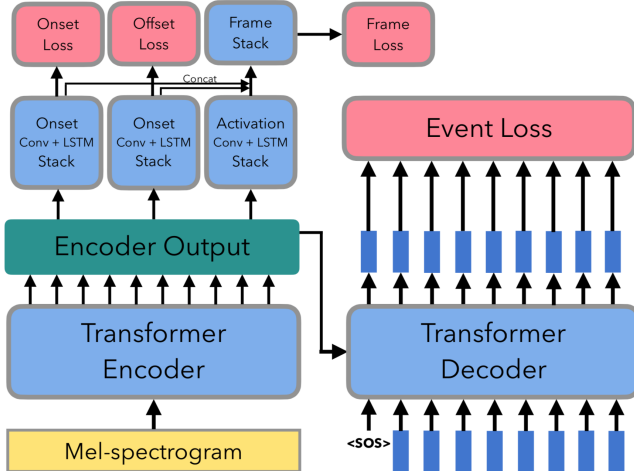 Onset
Loss
Offset
Loss
Frame
Stack
Frame
Loss
Concat
Onset
Conv + LSTM
Stack
Onset
Conv + LSTM
Stack
Activation
Conv + LSTM
Stack
Event Loss
Encoder Output
Transformer
Encoder
Transformer
Decoder
<SOS>
Mel-spectrogram